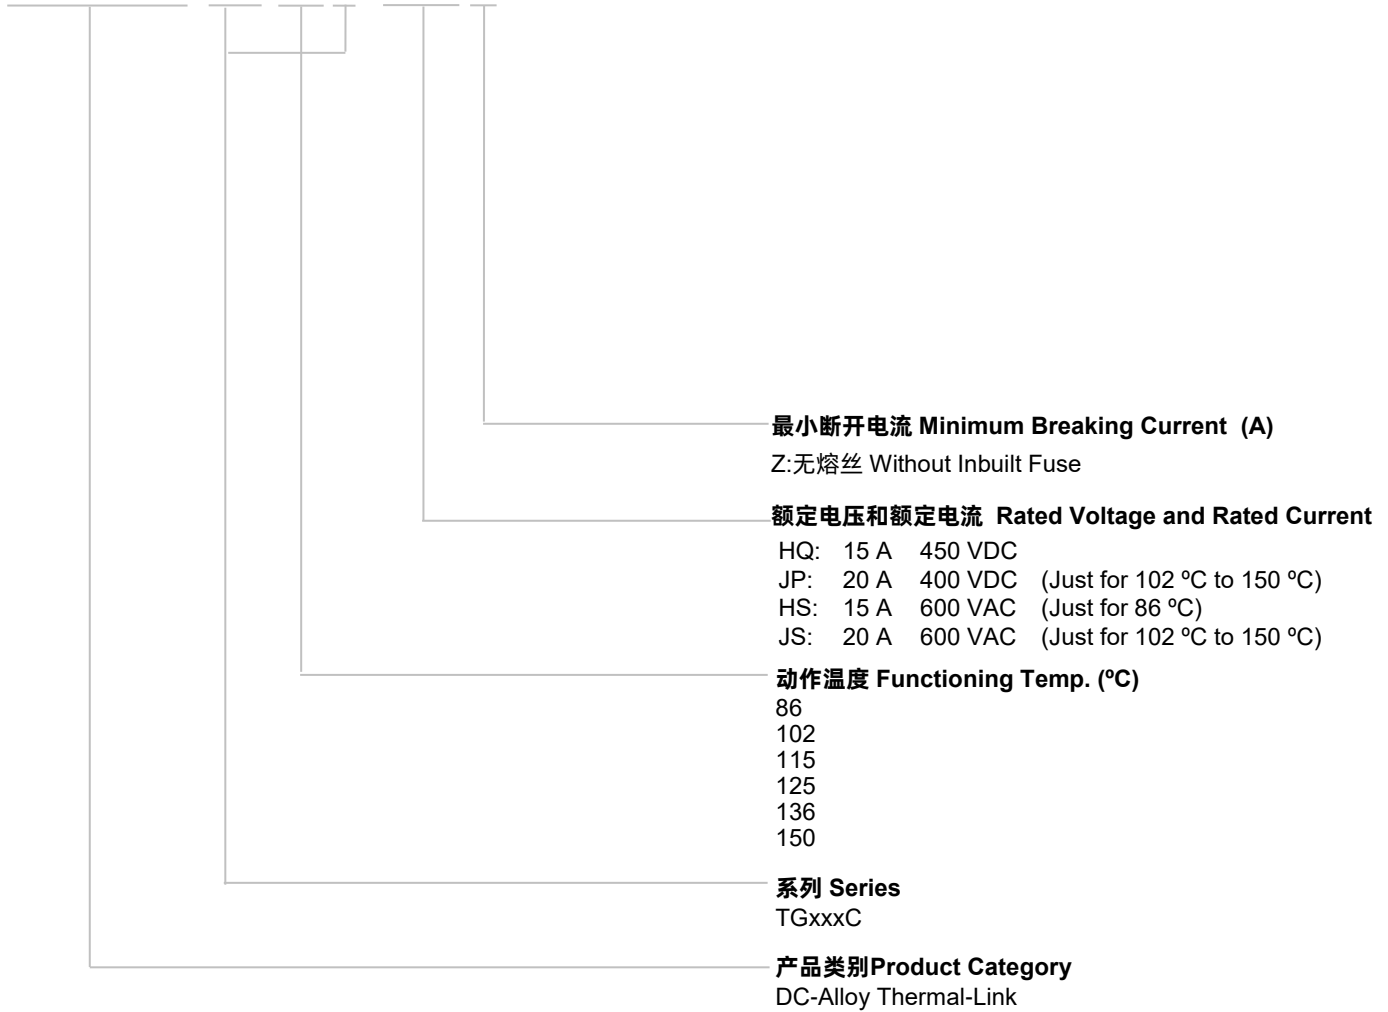 最小断开电流 Minimum Breaking Current (A)
Z:无熔丝 Without Inbuilt Fuse
额定电压和额定电流 Rated Voltage and Rated Current
HQ: 15 A 450 VDC
JP: 20 A 400 VDC (Just for 102 ºC to 150 ºC)
HS: 15 A 600 VAC (Just for 86 ºC)
JS: 20 A 600 VAC (Just for 102 ºC to 150 ºC)
动作温度 Functioning Temp. (ºC)
86
102
115
125
136
150
系列 Series
TGxxxC
产品类别Product Category
DC-Alloy Thermal-Link